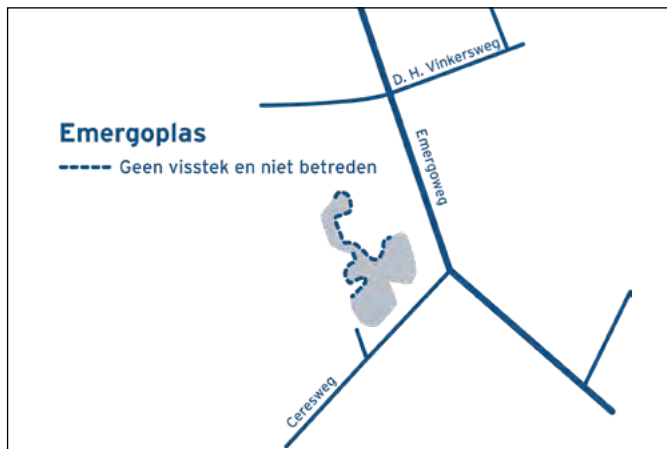 D. H. Vinkersweg
Emergoplas
Geen visstek en niet betreden
Emergoweg
Ceresweg